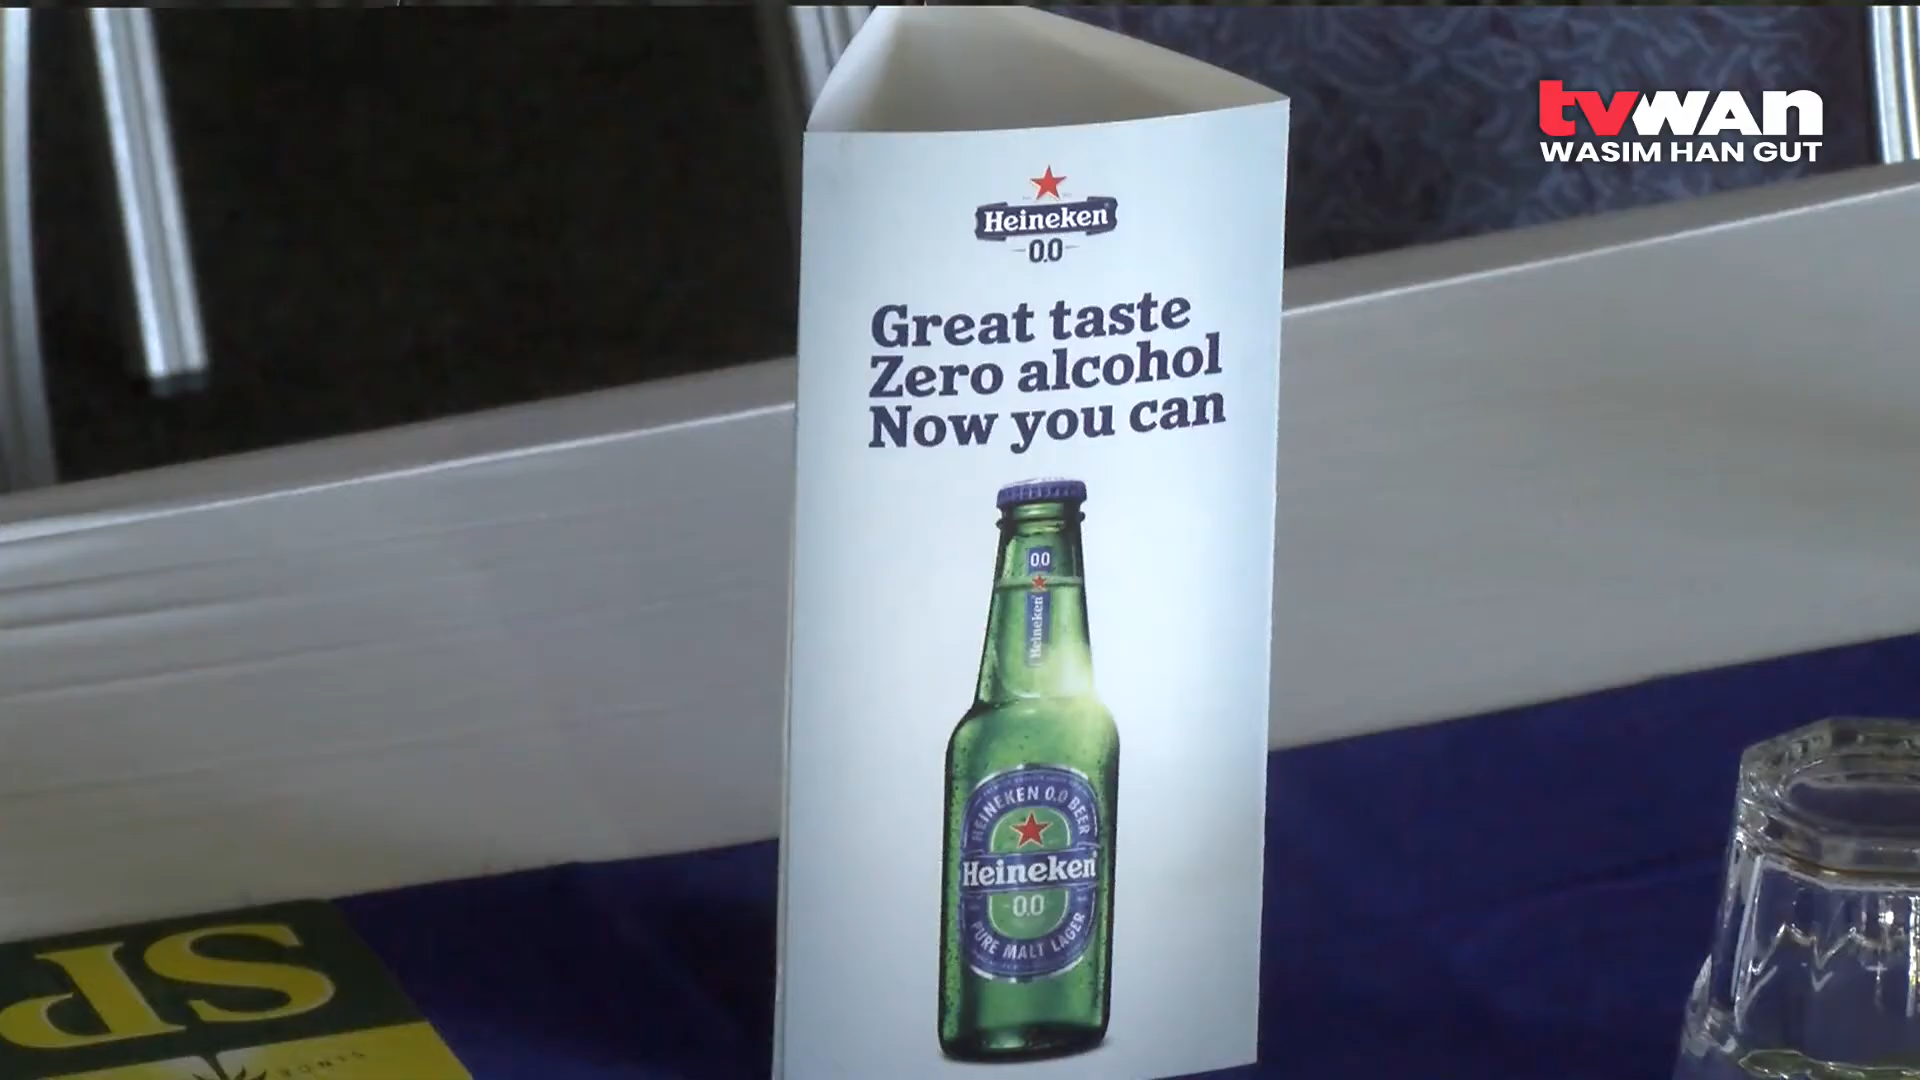 tvwan
WASIM HAN GUT
Heineken
0.0
Great taste
Zero alcohol
Now you can
0.0
Heineken
HEINEKEN 0.0 BEER
Heineken
0.0
PURE MALT LAGER
SP